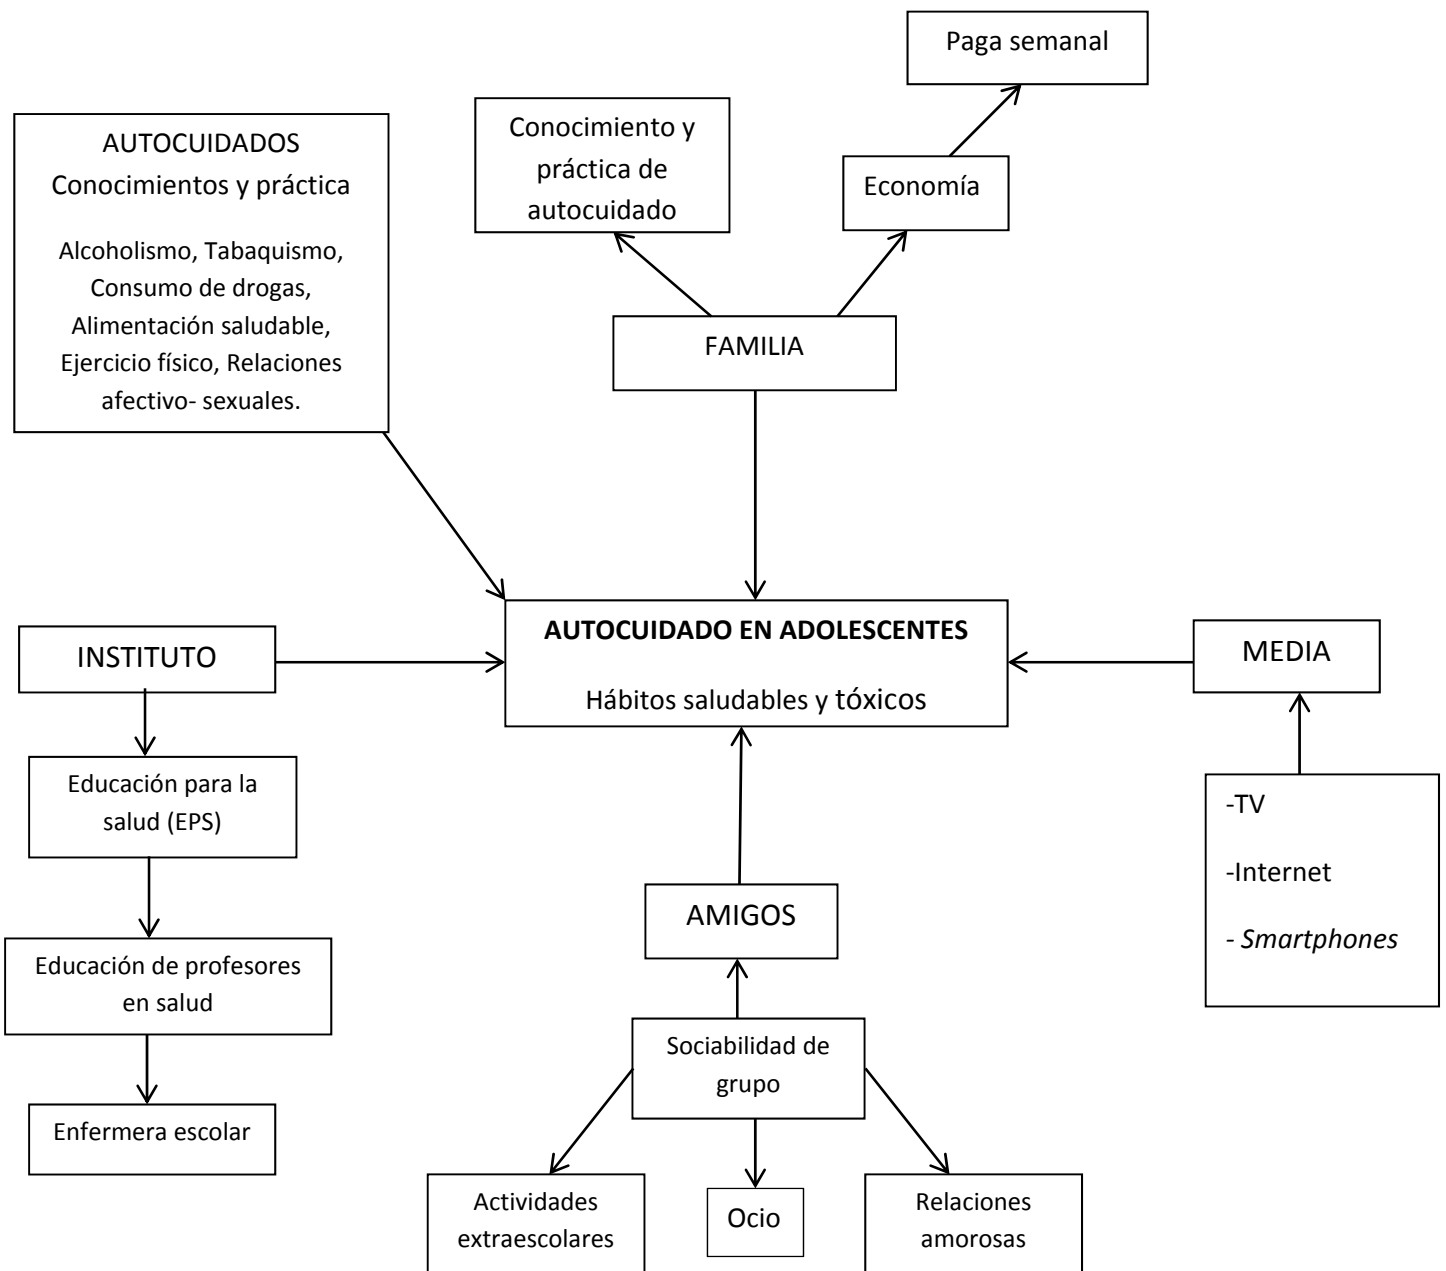 Paga semanal
Conocimiento y
práctica de
autocuidado
Economía
AUTOCUIDADOS
Conocimientos y práctica
Alcoholismo, Tabaquismo,
Consumo de drogas,
Alimentación saludable,
Ejercicio físico, Relaciones
afectivo- sexuales.
FAMILIA
AUTOCUIDADO EN ADOLESCENTES
Hábitos saludables y tóxicos
INSTITUTO
Educación para la
salud (EPS)
Educación de profesores
en salud
Enfermera escolar
MEDIA
-TV
-Internet
- Smartphones
AMIGOS
Sociabilidad de
grupo
Actividades
extraescolares
Ocio
Relaciones
amorosas